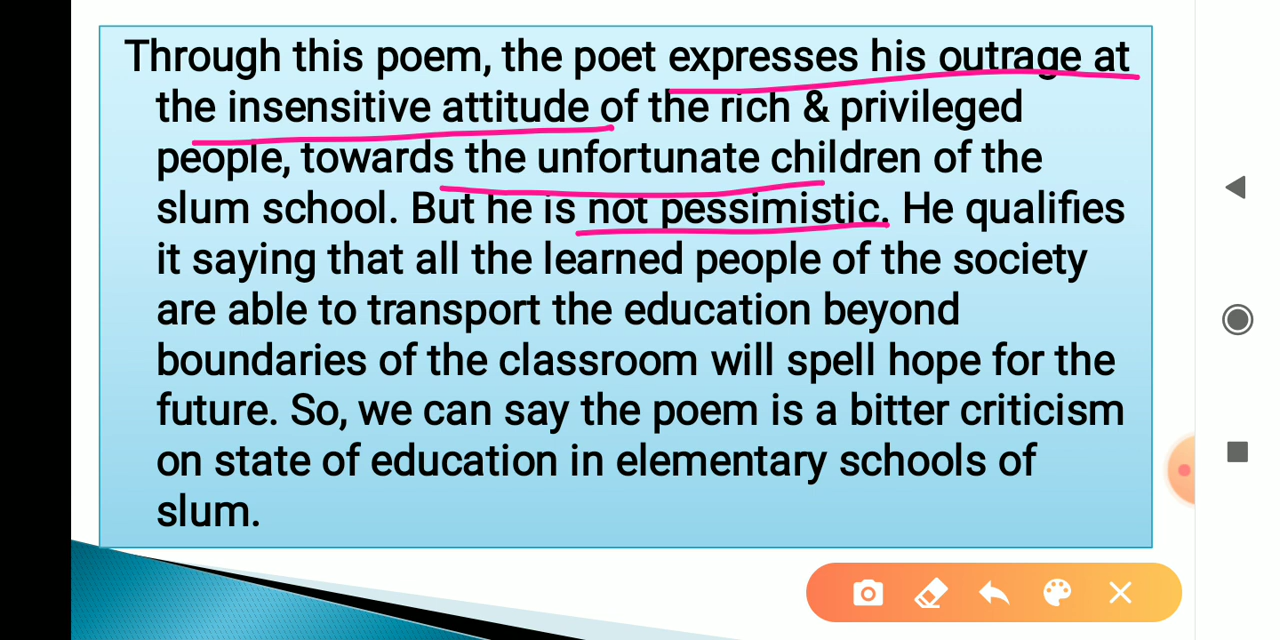 Through this poem, the poet expresses his outrage at
the insensitive attitude of the rich & privileged
people, towards the unfortunate children of the
slum school. But he is not pessimistic. He qualifies
it saying that all the learned people of the society
are able to transport the education beyond
boundaries of the classroom will spell hope for the
future. So, we can say the poem is a bitter criticism
on state of education in elementary schools of
slum.